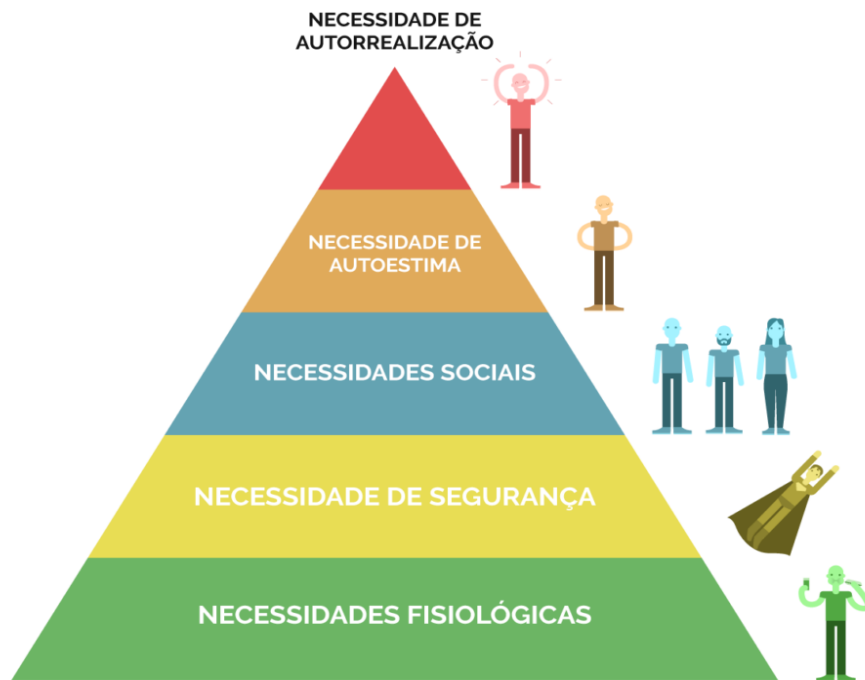 NECESSIDADE DE
AUTORREALIZAÇÃO
NECESSIDADE DE
AUTOESTIMA
NECESSIDADES SOCIAIS
NECESSIDADE DE SEGURANÇA
NECESSIDADES FISIOLÓGICAS